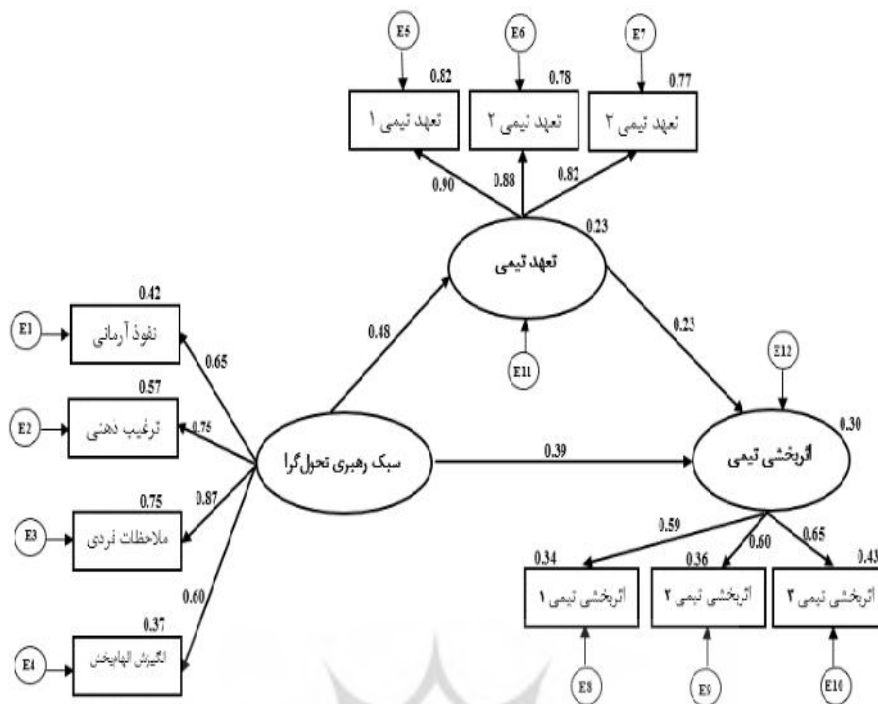 E5
E6
E7
0.82
0.78
0.77
تعهد تیمی ۱
تعهد تیمی ۲
تعهد تیمی ۳
0.90
0.88
0.82
0.23
تعهد تیمی
E11
0.48
0.23
E12
0.42
E1
نفوذ آرمانی
0.65
0.57
E2
ترغیب ذهنی
0.75
سبک رهبری تحول‌گرا
0.39
0.30
اثربخشی تیمی
0.75
0.87
E3
ملاحظات فردی
0.60
0.37
E4
انگیزش الهام‌بخش
0.59
0.60
0.65
0.34
0.36
0.43
اثربخشی تیمی ۱
اثربخشی تیمی ۲
اثربخشی تیمی ۳
E8
E9
E10